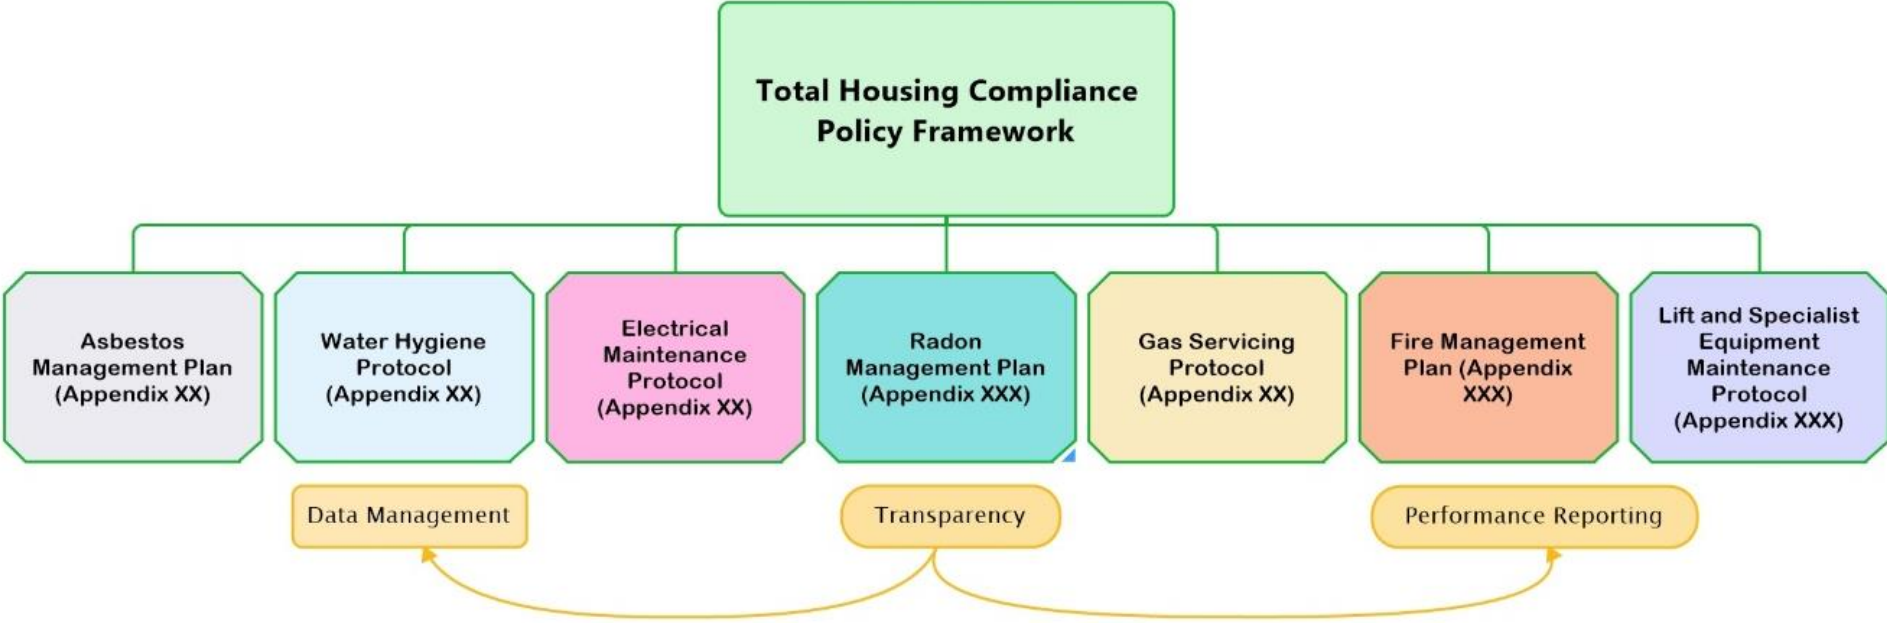 Total Housing Compliance
Policy Framework
Asbestos
Management Plan
(Appendix XX)
Water Hygiene
Protocol
(Appendix XX)
Electrical
Maintenance
Protocol
(Appendix XX)
Radon
Management Plan
(Appendix XXX)
Gas Servicing
Protocol
(Appendix XX)
Fire Management
Plan (Appendix
XXX)
Lift and Specialist
Equipment
Maintenance
Protocol
(Appendix XXX)
Data Management
Transparency
Performance Reporting